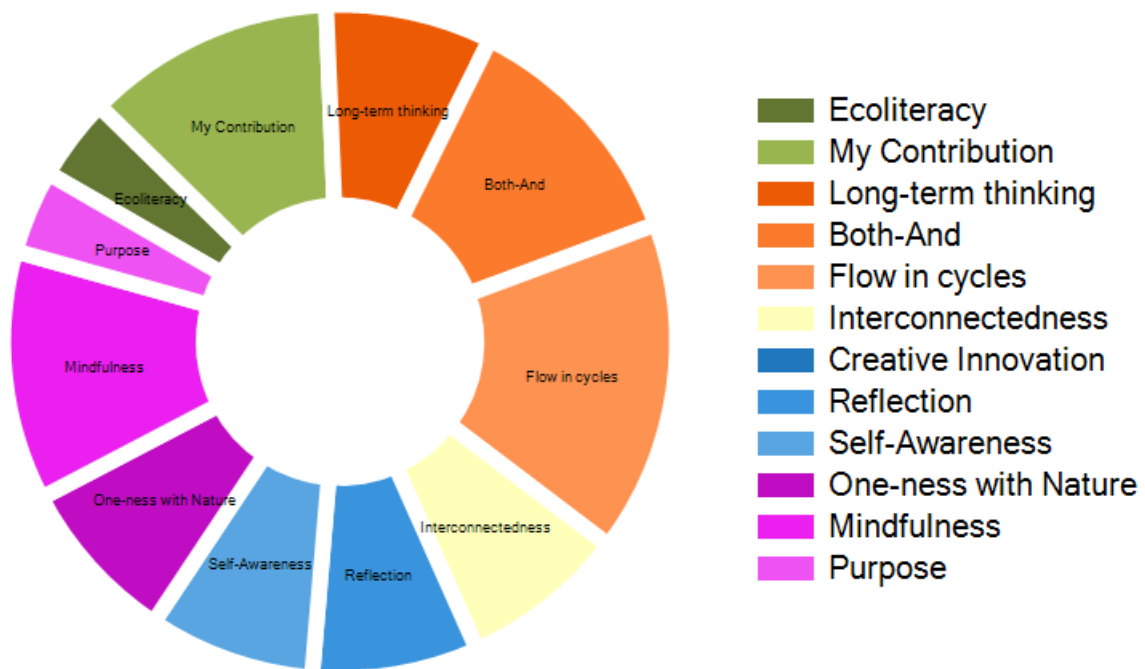 My Contribution
Long-term thinking
Both-And
Ecoliteracy
Purpose
Mindfulness
Flow in cycles
One-ness with Nature
Interconnectedness
Self-Awareness
Reflection
Ecoliteracy
My Contribution
Long-term thinking
Both-And
Flow in cycles
Interconnectedness
Creative Innovation
Reflection
Self-Awareness
One-ness with Nature
Mindfulness
Purpose